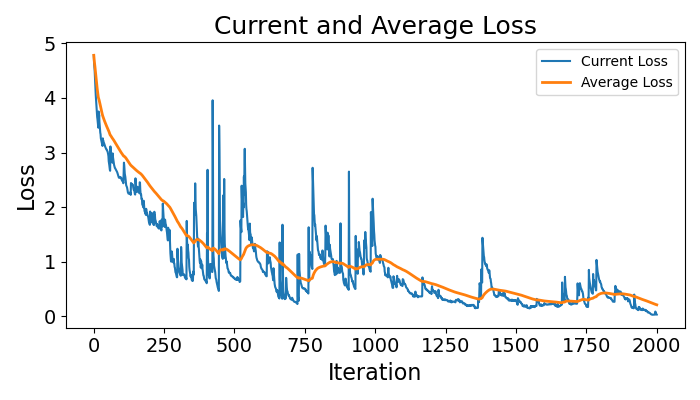 Current and Average Loss
Current Loss
Average Loss
Loss
5
4
3
2
1
0
0 250 500 750 1000 1250 1500 1750 2000
Iteration